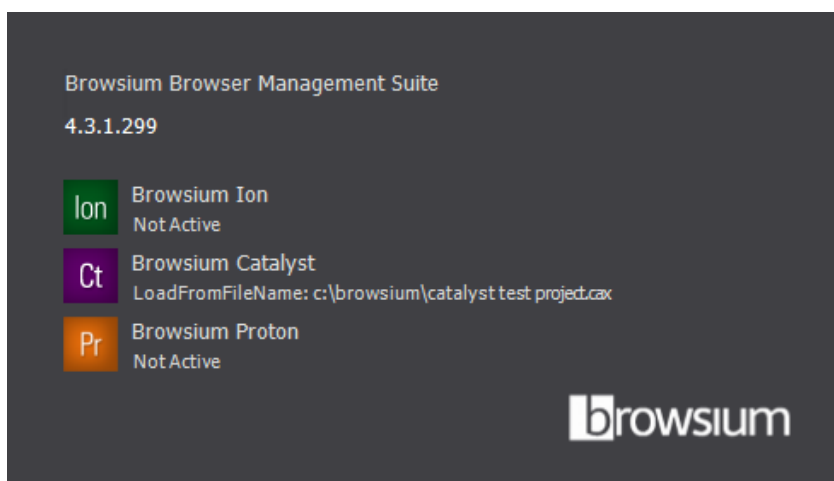 Browsium Browser Management Suite
4.3.1.299
Ion
Browsium Ion
Not Active
Ct
Browsium Catalyst
LoadFromFileName: c:\browsium\catalyst test project.cax
Pr
Browsium Proton
Not Active
browsium